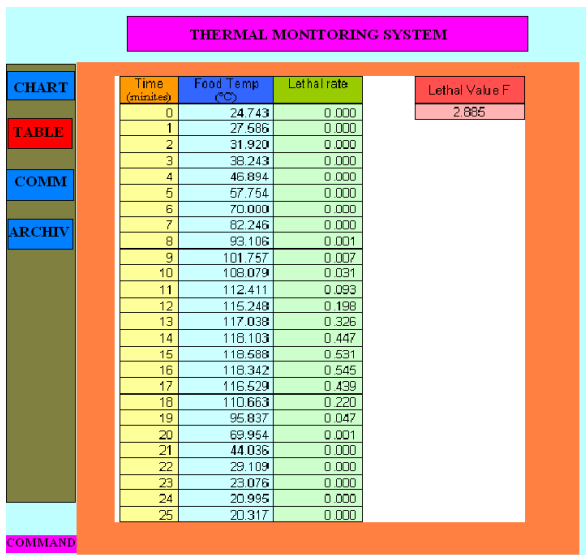 THERMAL MONITORING SYSTEM
CHART
TABLE
COMM
ARCHIV
COMMAND
Time Food Temp Lethal rate
(minites) (°C)
0 24.743 0.000
1 27.586 0.000
2 31.920 0.000
3 38.243 0.000
4 46.894 0.000
5 57.754 0.000
6 70.000 0.000
7 82.246 0.000
8 93.106 0.001
9 101.757 0.007
10 108.079 0.031
11 112.411 0.093
12 115.248 0.198
13 117.038 0.326
14 118.103 0.447
15 118.588 0.531
16 118.342 0.545
17 116.529 0.439
18 110.663 0.220
19 95.837 0.047
20 69.954 0.001
21 44.036 0.000
22 29.109 0.000
23 23.076 0.000
24 20.995 0.000
25 20.317 0.000
Lethal Value F
2.885